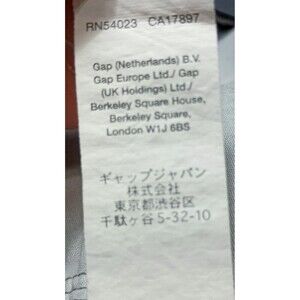 RN54023 CA17897
Gap (Netherlands) B.V.
Gap Europe Ltd./ Gap
(UK Holdings) Ltd./
Berkeley Square House,
Berkeley Square,
London W1J 6BS
ギャップジャパン
株式会社
東京都渋谷区
千駄ヶ谷5-32-10